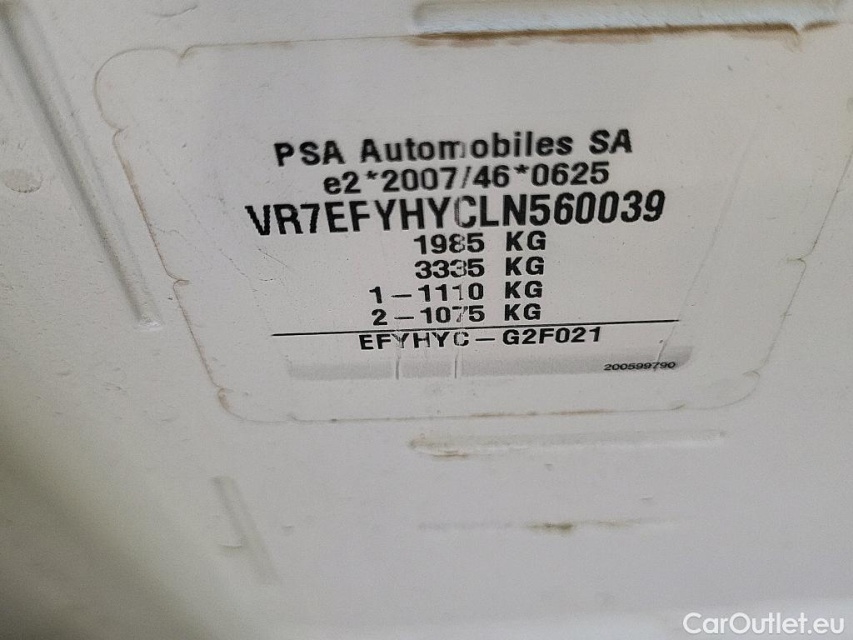 PSA Automobiles SA
e2*2007/46*0625
VR7EFYHYCLN560039
1985 KG
3335 KG
1-1110 KG
2-1075 KG
EFYHYC-G2F021
200599790
CarOutlet.eu